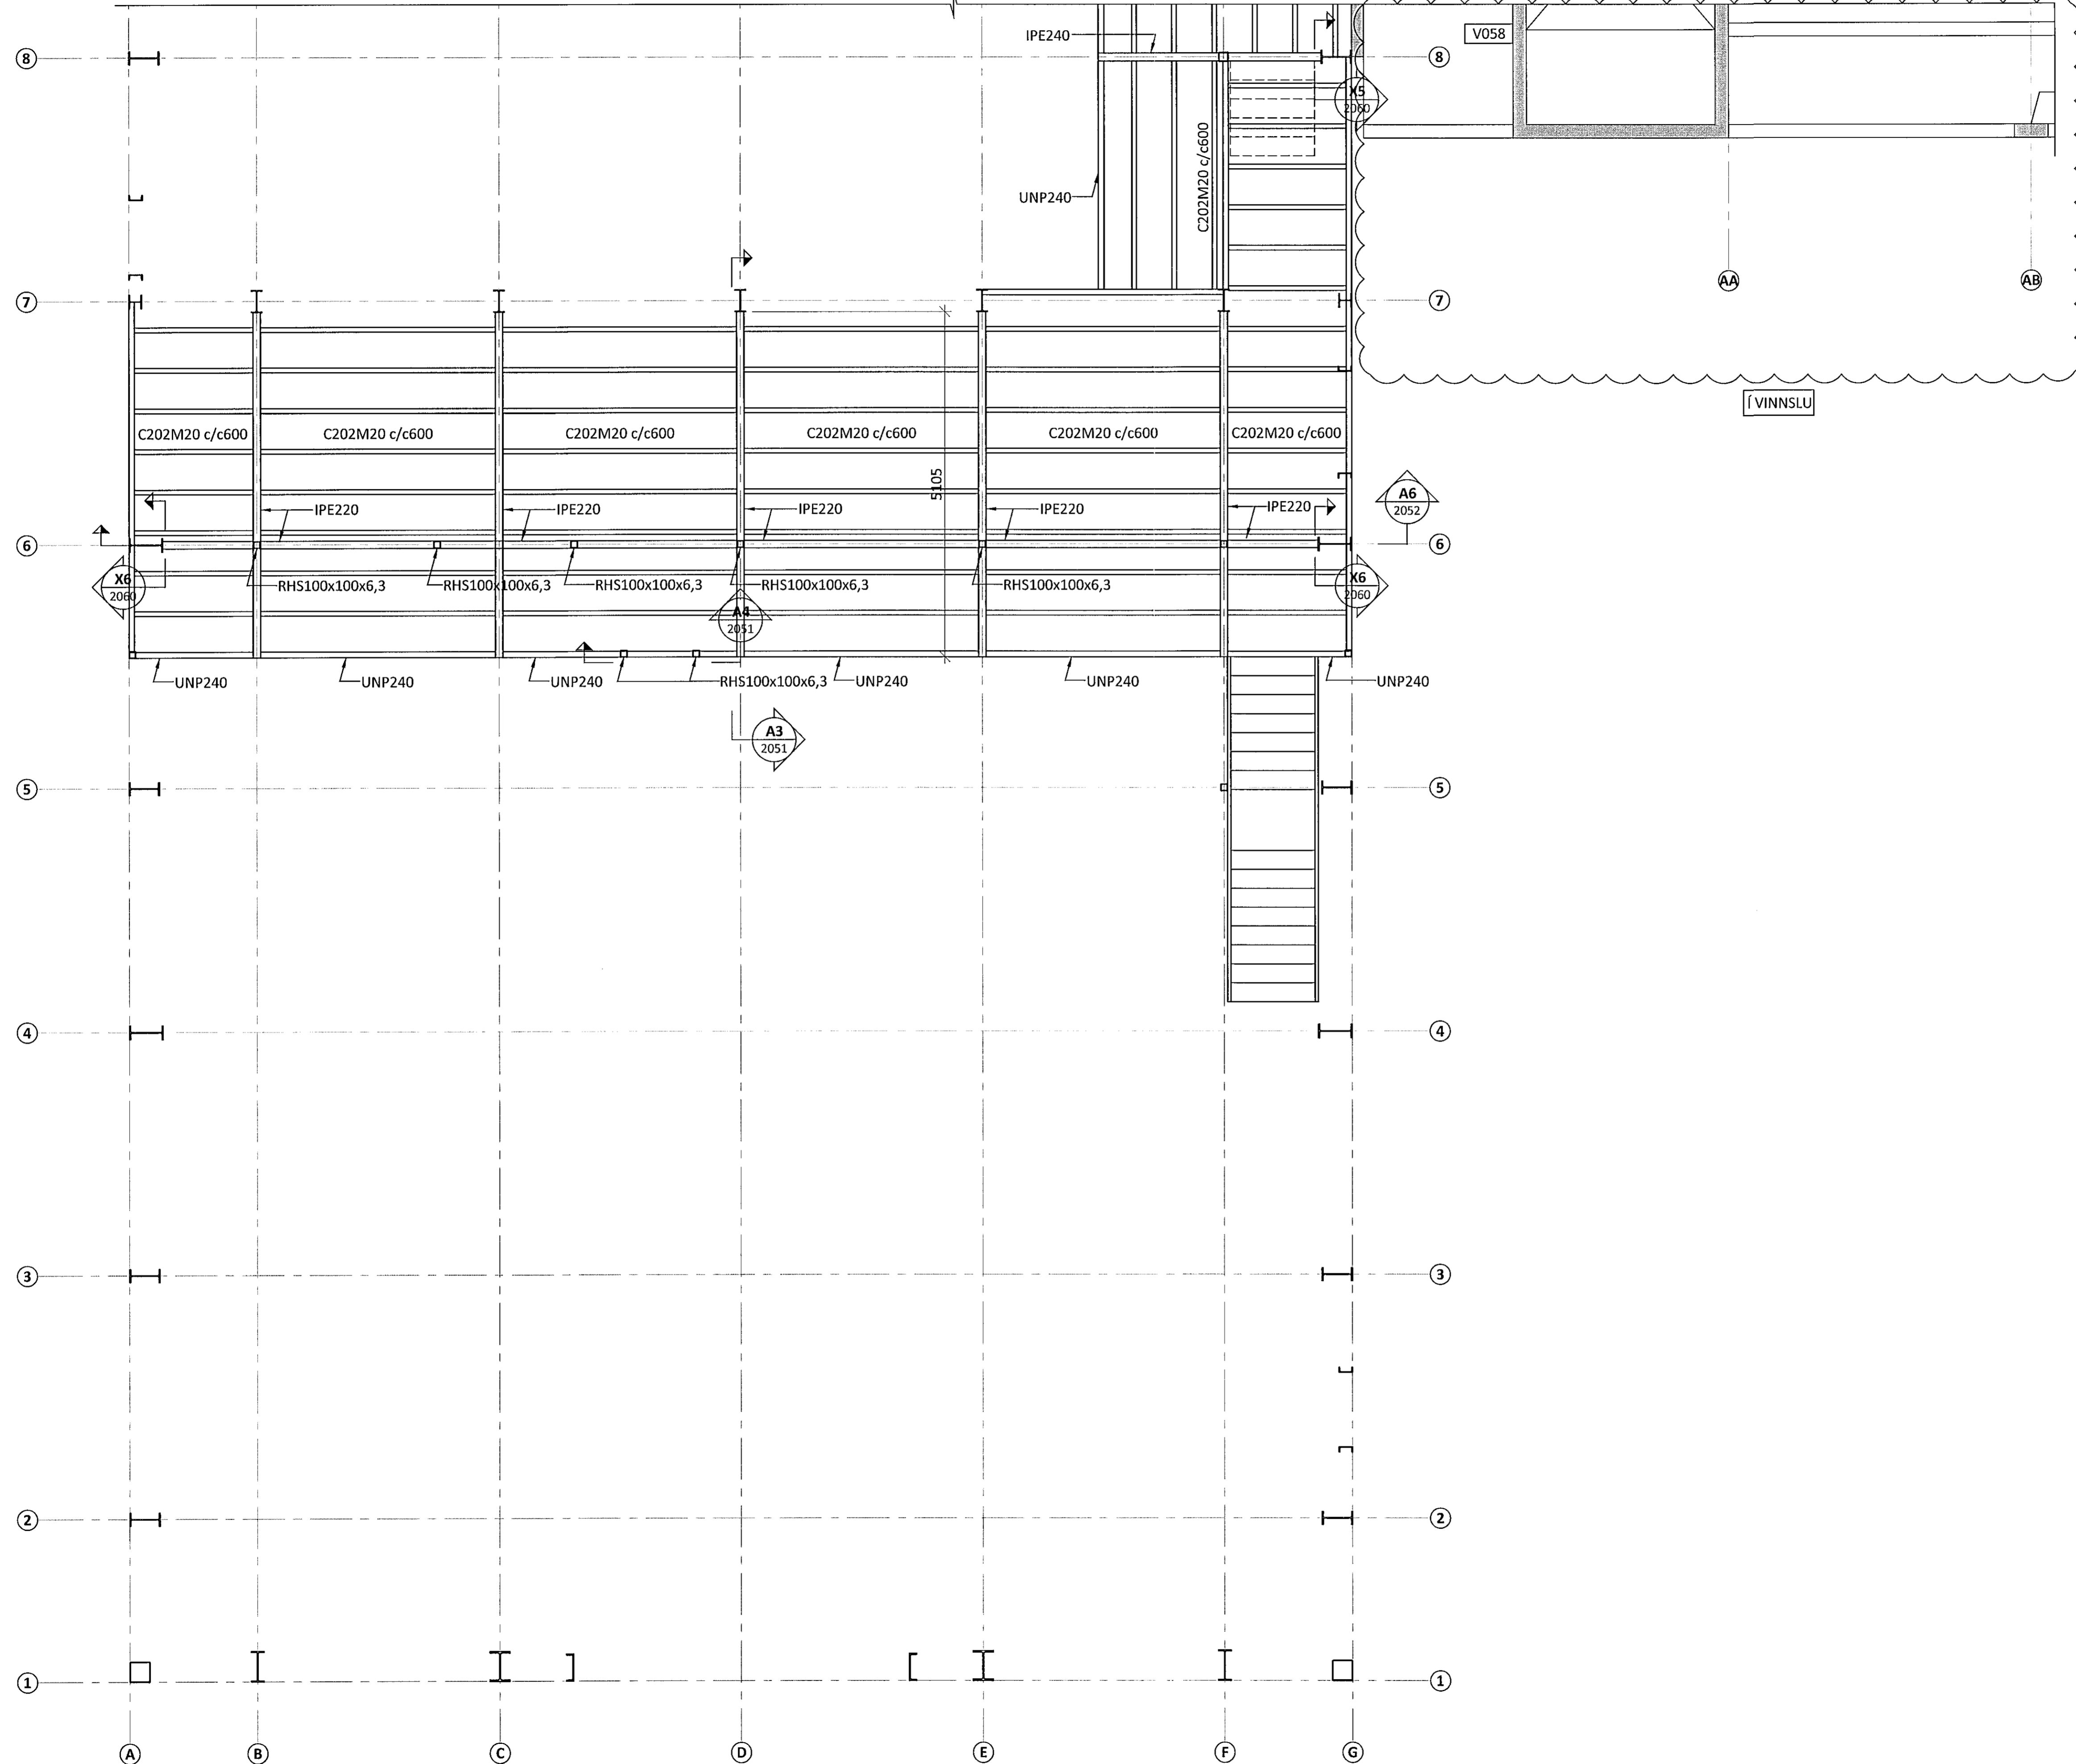 IPE240
V058
8
8
X5
2060
C202M20 c/c600
UNP240
7
7
AA
AB
[ VINNSLU
C202M20 c/c600
C202M20 c/c600
C202M20 c/c600
C202M20 c/c600
C202M20 c/c600
C202M20 c/c600
5105
A6
2052
IPE220
IPE220
IPE220
IPE220
IPE220
6
6
X6
2060
RHS100x100x6,3
RHS100x100x6,3
RHS100x100x6,3
RHS100x100x6,3
RHS100x100x6,3
X6
2060
A4
2051
UNP240
UNP240
UNP240
RHS100x100x6,3
UNP240
UNP240
UNP240
A3
2051
5
5
4
4
3
3
2
2
1
1
A
B
C
D
E
F
G